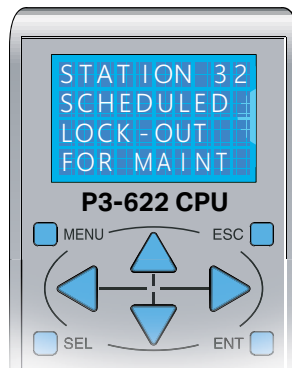 STATION 32
SCHEDULED
LOCK-OUT
FOR MAINT
P3-622 CPU
MENU ESC
SEL ENT